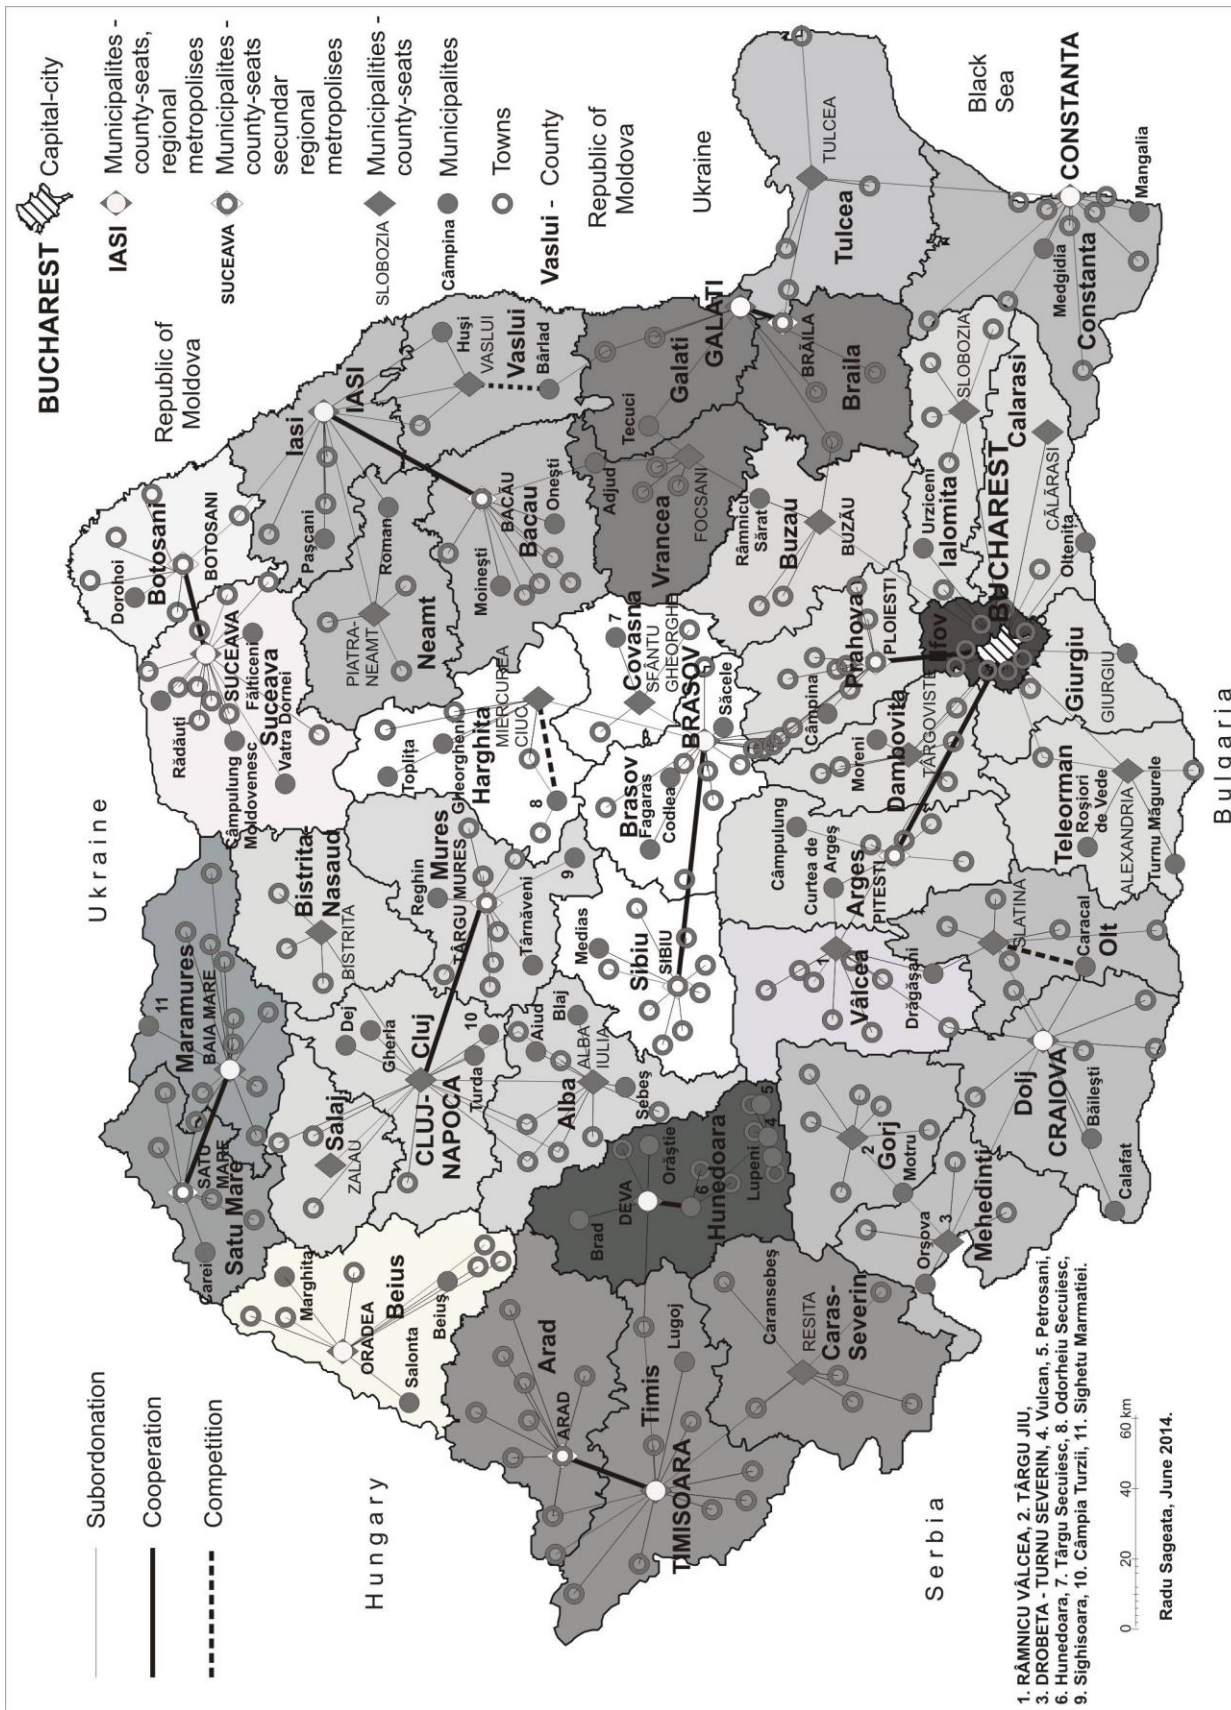 BUCHAREST
Capital-city
IASI
Municipalites -
county-seats,
regional
metropolises
SUCEAVA
Municipalites -
county-seats
secundar
regional
metropolises
SLOBOZIA
Municipalities -
county-seats
Câmpina
Municipalites
Towns
Vaslui - County
Subordonation
Cooperation
Competition
Ukraine
Republic of
Moldova
Republic of
Moldova
Ukraine
Black
Sea
Hungary
Serbia
Bulgaria
Dorohoi
Botosani
BOTOSANI
Rădăuti
SUCEAVA
Fălticeni
Suceava
Câmpulung
Moldovenesc
Vatra Dornei
Iasi
IASI
Pașcani
Roman
PIATRA-
NEAMT
Neamt
Huși
VASLUI
Vaslui
Bârlad
BACĂU
Bacau
Onești
Moinești
11
Maramures
BAIA MARE
SATU
MARE
Satu Mare
Carei
Bistrita-
Nasaud
BISTRITA
Salaj
ZALAU
Dej
Gherla
Cluj
CLUJ-
NAPOCA
Turda
10
Reghin
Mures
TÂRGU MURES
Târnăveni
9
Toplița
Gheorgheni
Harghita
MIERCUREA
CIUC
8
Marghita
Beius
ORADEA
Salonta
Beiuș
Aiud
Blaj
Alba
ALBA
IULIA
Sebeș
Medias
Sibiu
SIBIU
Brasov
Fagaras
Codlea
BRASOV
Săcele
7
Covasna
SFÂNTU
GHEORGHE
Adjud
Vrancea
FOCSANI
Tecuci
Galati
GALATI
BRĂILA
Braila
Tulcea
TULCEA
CONSTANTA
Constanta
Medgidia
Mangalia
Râmnicu
Sărat
Buzau
BUZĂU
Urziceni
Ialomita
SLOBOZIA
Calarasi
CĂLĂRASI
Oltenița
BUCHAREST
Ilfov
Câmpina
Prahova
PLOIESTI
Moreni
Dambovita
TÂRGOVISTE
Giurgiu
GIURGIU
Câmpulung
Curtea de
Argeș
Arges
PITESTI
Teleorman
Roșiori
de Vede
ALEXANDRIA
Turnu Măgurele
1
Vâlcea
Drăgășani
SLATINA
Caracal
Olt
Arad
ARAD
Timis
Lugoj
TIMISOARA
Brad
DEVA
Orăștie
Hunedoara
6
Lupeni
4
5
Caransebeș
RESITA
Caras-
Severin
2
Gorj
Motru
Orșova
3
Mehedinti
Dolj
CRAIOVA
Băilești
Calafat
1. RÂMNICU VÂLCEA, 2. TÂRGU JIU,
3. DROBETA - TURNU SEVERIN, 4. Vulcan, 5. Petrosani,
6. Hunedoara, 7. Târgu Secuiesc, 8. Odorheiu Secuiesc,
9. Sighisoara, 10. Câmpia Turzii, 11. Sighetu Marmatiei.
0 20 40 60 km
Radu Sageata, June 2014.